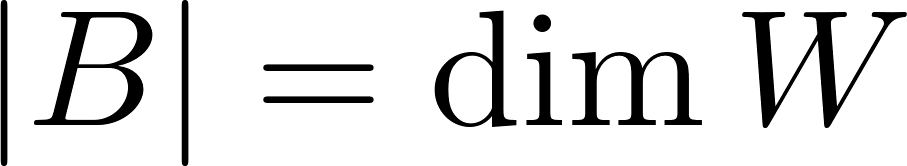 |B| = dim W